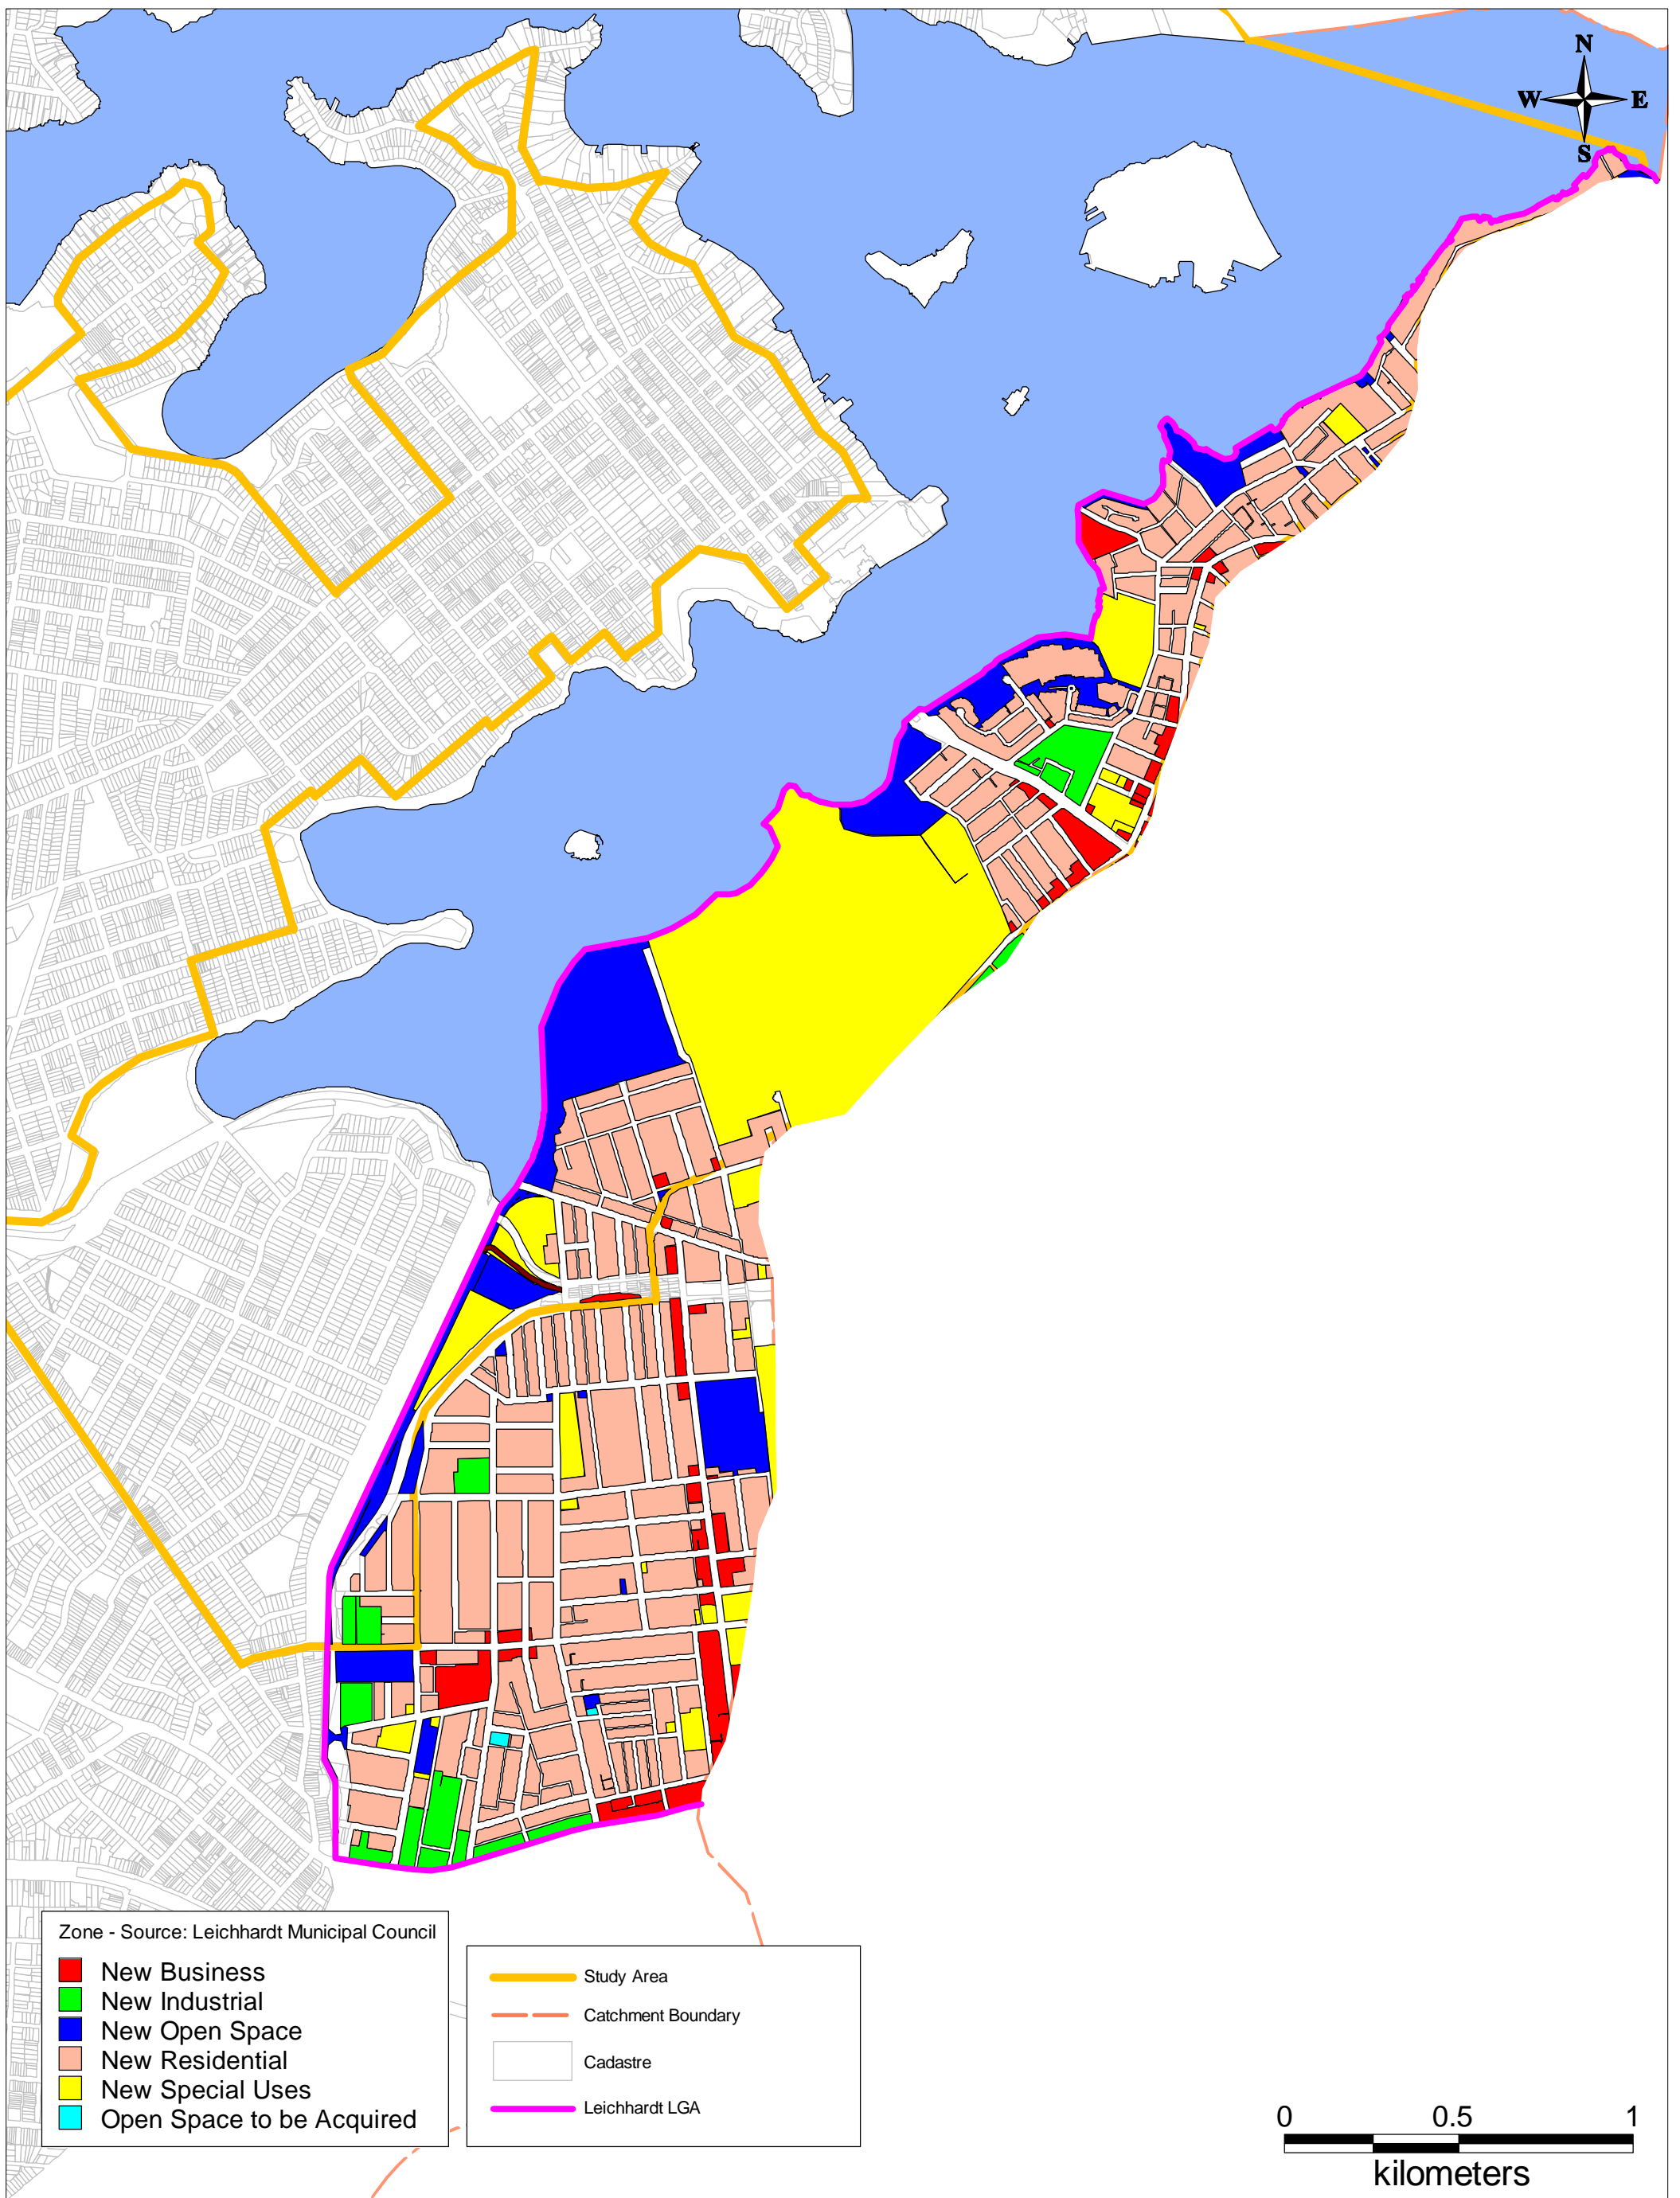 N
W E
S
Zone - Source: Leichhardt Municipal Council
New Business
New Industrial
New Open Space
New Residential
New Special Uses
Open Space to be Acquired
Study Area
Catchment Boundary
Cadastre
Leichhardt LGA
0 0.5 1
kilometers